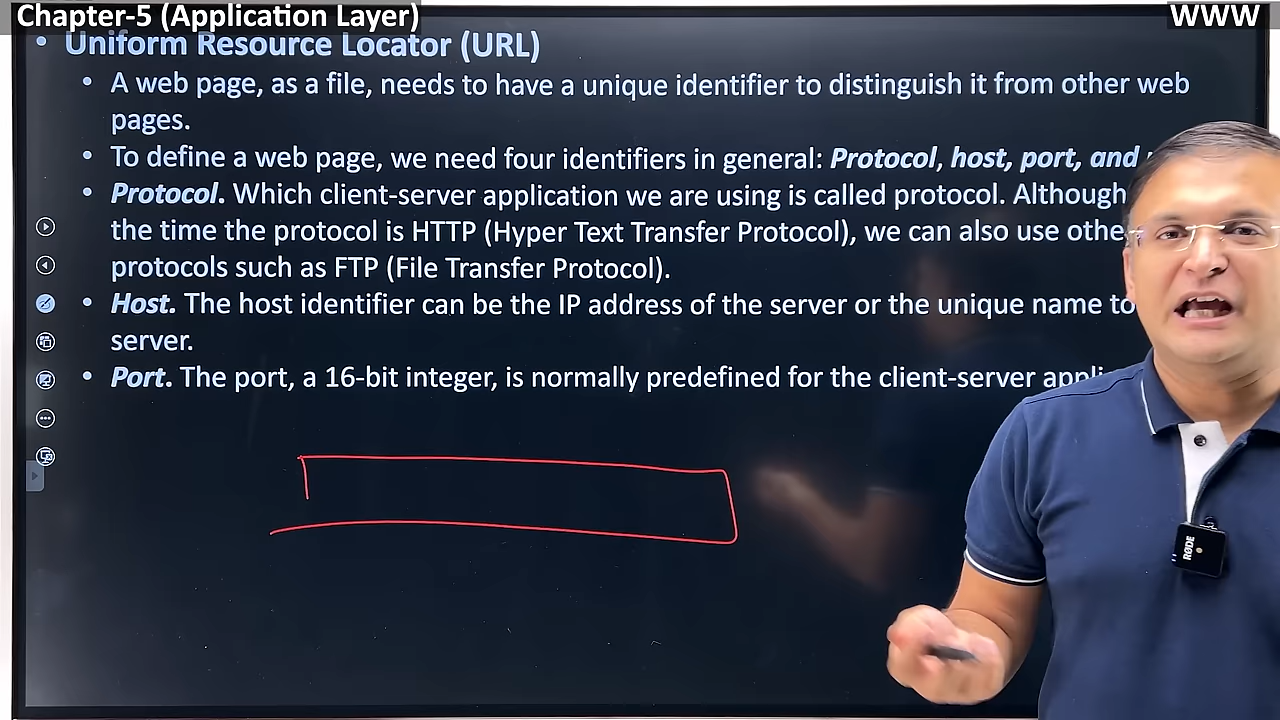 Chapter-5 (Application Layer)
WWW
• Uniform Resource Locator (URL)
• A web page, as a file, needs to have a unique identifier to distinguish it from other web
pages.
• To define a web page, we need four identifiers in general: Protocol, host, port, and
• Protocol. Which client-server application we are using is called protocol. Although
the time the protocol is HTTP (Hyper Text Transfer Protocol), we can also use
protocols such as FTP (File Transfer Protocol).
• Host. The host identifier can be the IP address of the server or the unique name to
server.
• Port. The port, a 16-bit integer, is normally predefined for the client-server
RODE